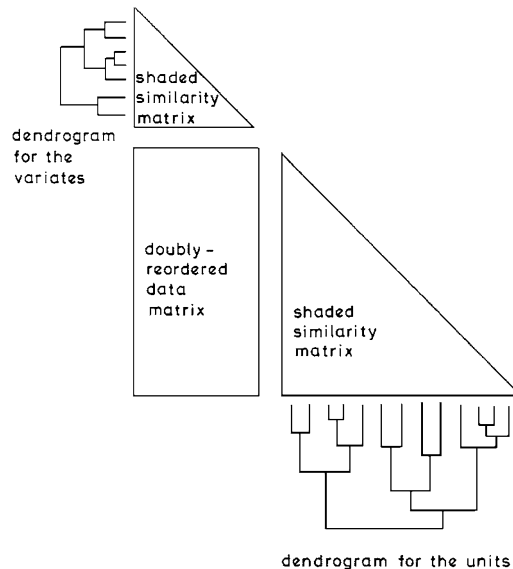 shaded
similarity
matrix
dendrogram
for the
variates
doubly-
reordered
data
matrix
shaded
similarity
matrix
dendrogram for the units